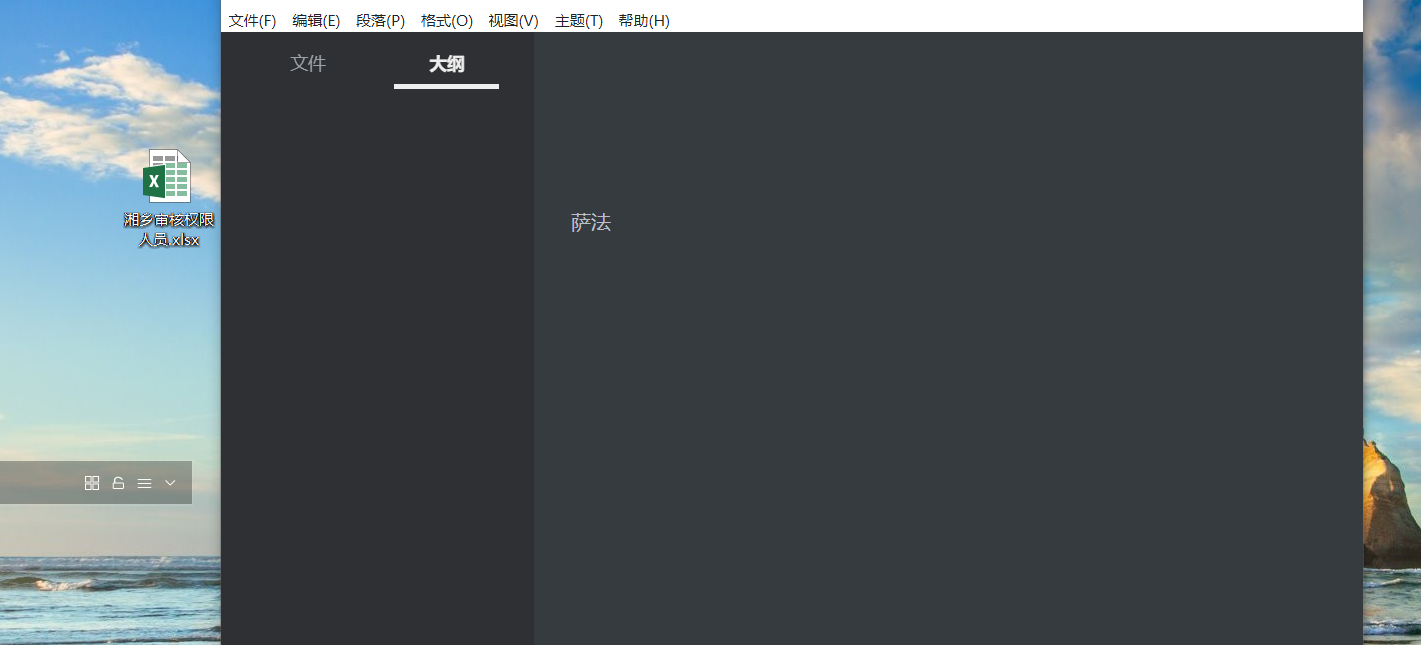 文件(F) 编辑(E) 段落(P) 格式(O) 视图(V) 主题(T) 帮助(H)
文件 大纲
X
湘乡审核权限
人员.xlsx
萨法